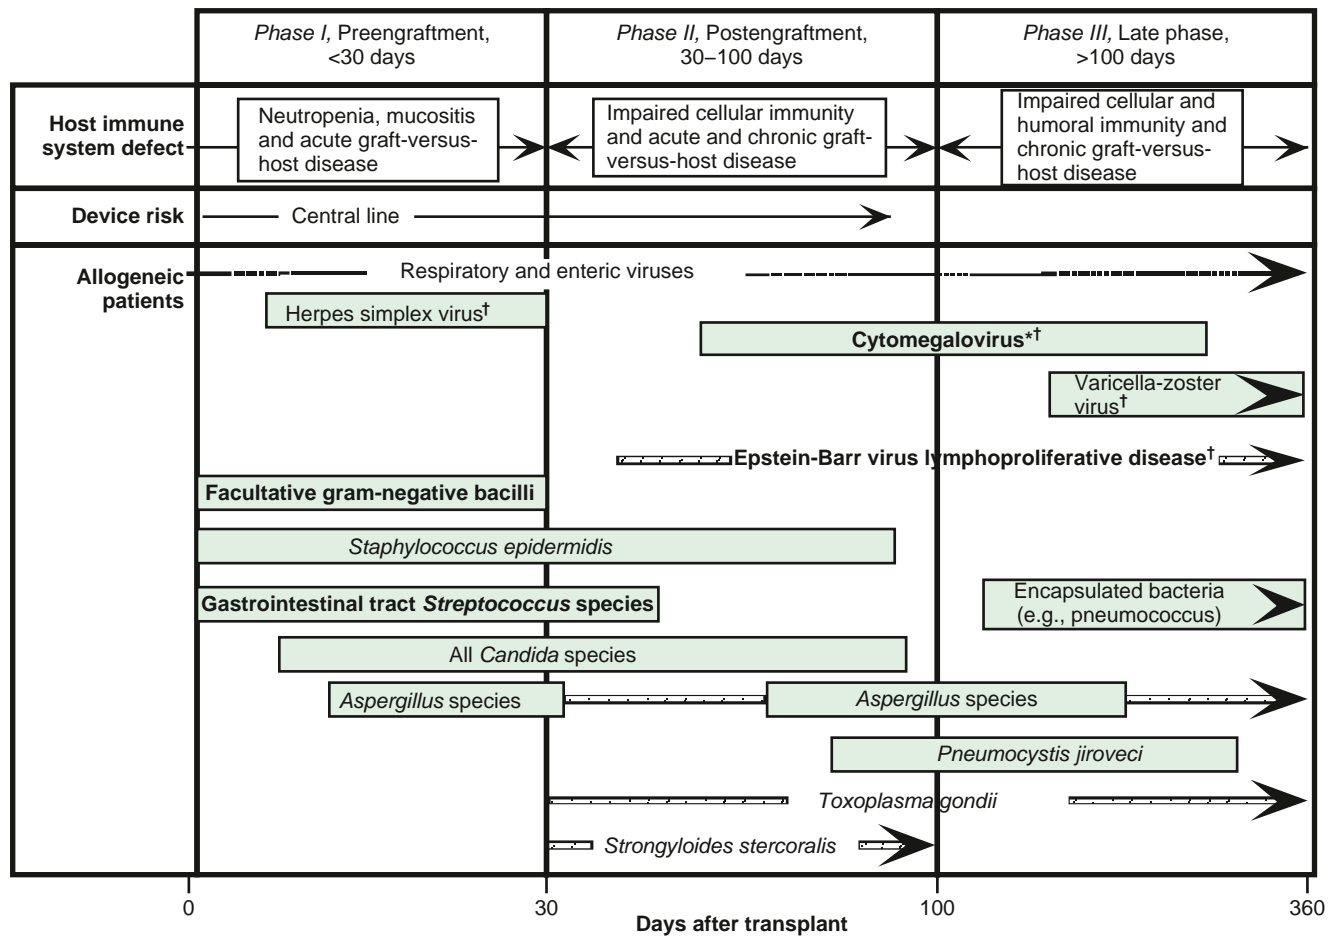 Phase I, Preengraftment,
<30 days
Phase II, Postengraftment,
30–100 days
Phase III, Late phase,
>100 days
Host immune
system defect
Neutropenia, mucositis
and acute graft-versus-
host disease
Impaired cellular immunity
and acute and chronic graft-
versus-host disease
Impaired cellular and
humoral immunity and
chronic graft-versus-
host disease
Device risk
Central line
Allogeneic
patients
Respiratory and enteric viruses
Herpes simplex virus†
Cytomegalovirus*†
Varicella-zoster
virus†
Epstein-Barr virus lymphoproliferative disease†
Facultative gram-negative bacilli
Staphylococcus epidermidis
Gastrointestinal tract Streptococcus species
Encapsulated bacteria
(e.g., pneumococcus)
All Candida species
Aspergillus species
Aspergillus species
Pneumocystis jiroveci
Toxoplasma gondii
Strongyloides stercoralis
0
30
100
360
Days after transplant